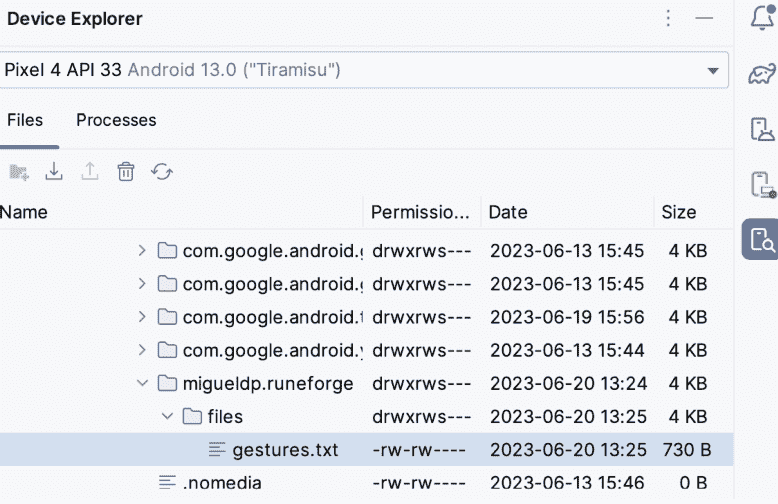 Device Explorer
Pixel 4 API 33 Android 13.0 ("Tiramisu")
Files Processes
Name Permissio... Date Size
com.google.android.g drwxrws--- 2023-06-13 15:45 4 KB
com.google.android.g drwxrws--- 2023-06-13 15:45 4 KB
com.google.android.t drwxrws--- 2023-06-19 15:56 4 KB
com.google.android.y drwxrws--- 2023-06-13 15:44 4 KB
migueldp.runeforge drwxrws--- 2023-06-20 13:24 4 KB
files drwxrws--- 2023-06-20 13:25 4 KB
gestures.txt -rw-rw---- 2023-06-20 13:25 730 B
.nomedia -rw-rw---- 2023-06-13 15:46 0 B